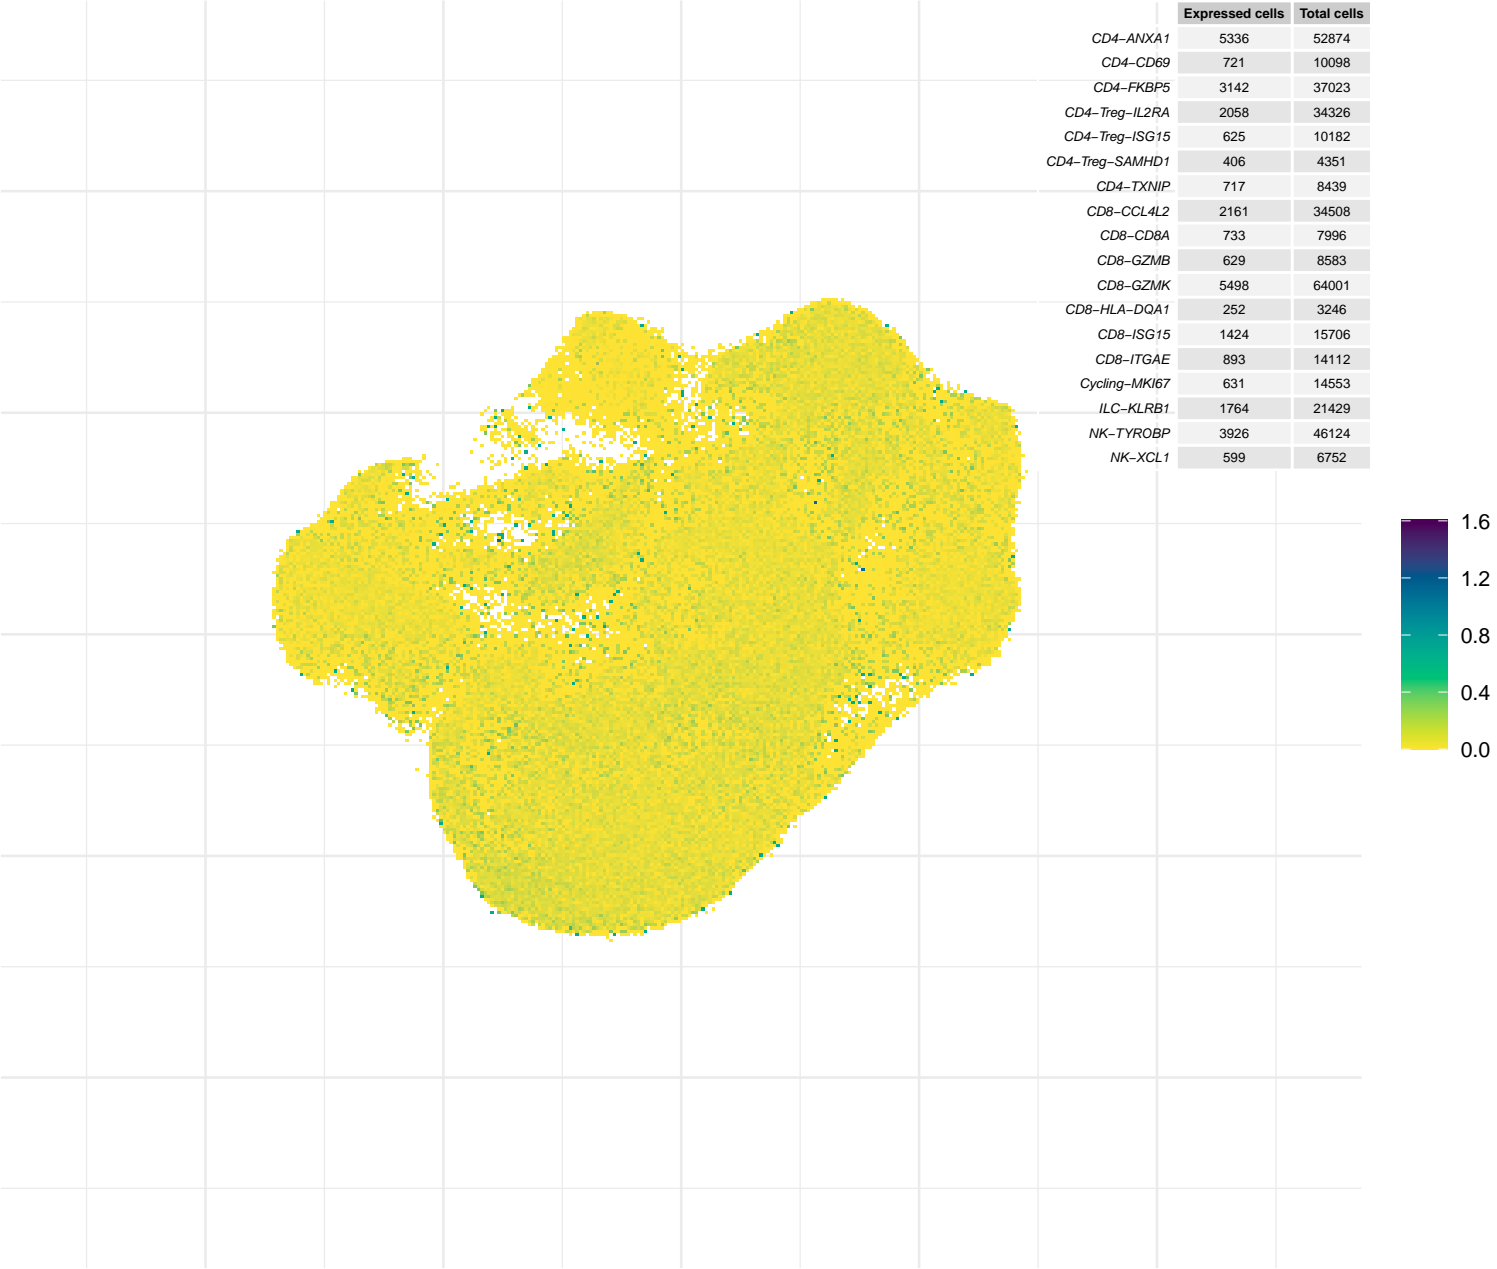 Expressed cells Total cells
CD4−ANXA1 5336 52874
CD4−CD69 721 10098
CD4−FKBP5 3142 37023
CD4−Treg−IL2RA 2058 34326
CD4−Treg−ISG15 625 10182
CD4−Treg−SAMHD1 406 4351
CD4−TXNIP 717 8439
CD8−CCL4L2 2161 34508
CD8−CD8A 733 7996
CD8−GZMB 629 8583
CD8−GZMK 5498 64001
CD8−HLA−DQA1 252 3246
CD8−ISG15 1424 15706
CD8−ITGAE 893 14112
Cycling−MKI67 631 14553
ILC−KLRB1 1764 21429
NK−TYROBP 3926 46124
NK−XCL1 599 6752
1.6
1.2
0.8
0.4
0.0